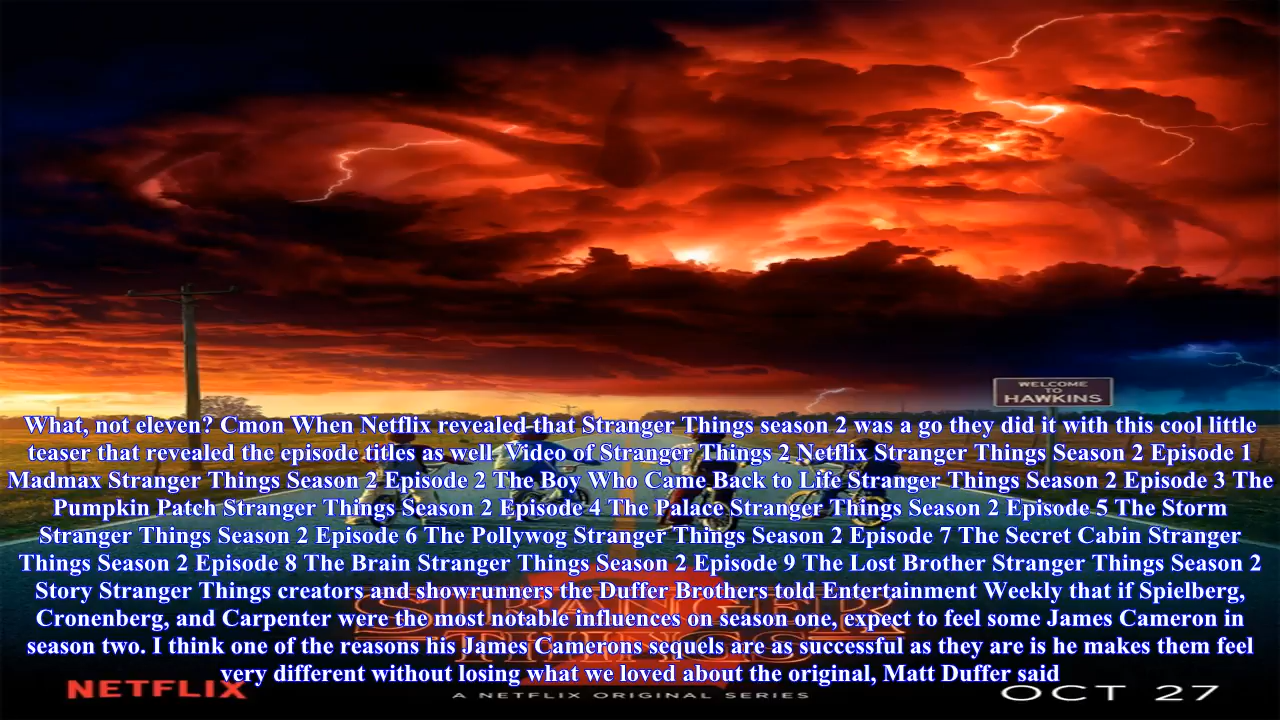 WELCOME
TO
HAWKINS
What, not eleven? Cmon When Netflix revealed that Stranger Things season 2 was a go they did it with this cool little
teaser that revealed the episode titles as well. Video of Stranger Things 2 Netflix Stranger Things Season 2 Episode 1
Madmax Stranger Things Season 2 Episode 2 The Boy Who Came Back to Life Stranger Things Season 2 Episode 3 The
Pumpkin Patch Stranger Things Season 2 Episode 4 The Palace Stranger Things Season 2 Episode 5 The Storm
Stranger Things Season 2 Episode 6 The Pollywog Stranger Things Season 2 Episode 7 The Secret Cabin Stranger
Things Season 2 Episode 8 The Brain Stranger Things Season 2 Episode 9 The Lost Brother Stranger Things Season 2
Story Stranger Things creators and showrunners the Duffer Brothers told Entertainment Weekly that if Spielberg,
Cronenberg, and Carpenter were the most notable influences on season one, expect to feel some James Cameron in
season two. I think one of the reasons his James Camerons sequels are as successful as they are is he makes them feel
very different without losing what we loved about the original, Matt Duffer said
STRANGER
THINGS
NETFLIX
A NETFLIX ORIGINAL SERIES
OCT 27